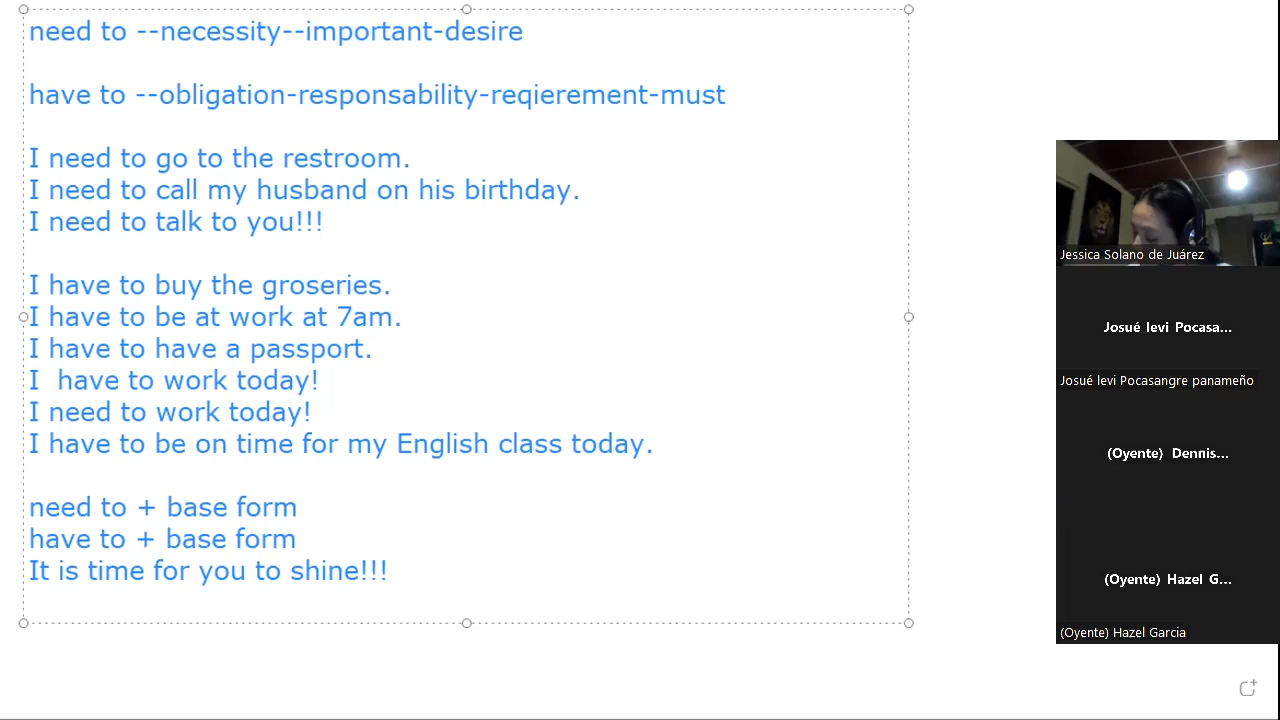 need to --necessity--important-desire
have to --obligation-responsability-reqierement-must
I need to go to the restroom.
I need to call my husband on his birthday.
I need to talk to you!!!
I have to buy the groseries.
I have to be at work at 7am.
I have to have a passport.
I  have to work today!
I need to work today!
I have to be on time for my English class today.
need to + base form
have to + base form
It is time for you to shine!!!
Jessica Solano de Juárez
Josué levi Pocasa...
Josué levi Pocasangre panameño
(Oyente) Dennis...
(Oyente) Hazel G...
(Oyente) Hazel Garcia